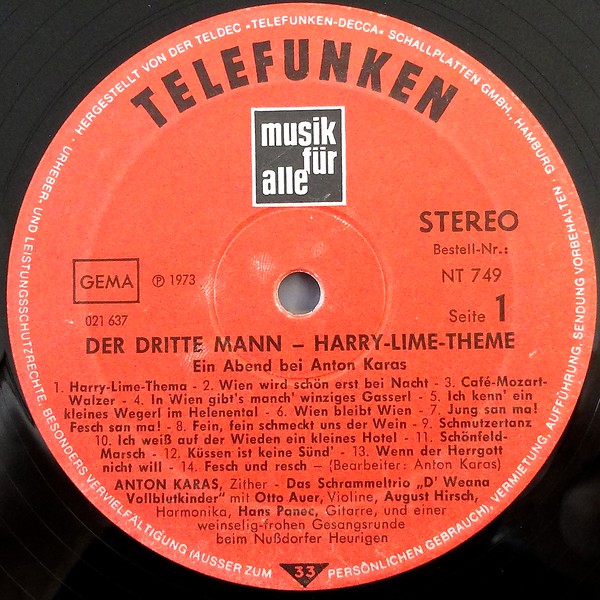 · HERGESTELLT VON DER TELDEC »TELEFUNKEN-DECCA« SCHALLPLATTEN GMBH., HAMBURG · URHEBER- UND LEISTUNGSSCHUTZRECHTE, BESONDERS VERVIELFÄLTIGUNG (AUSSER ZUM PERSÖNLICHEN GEBRAUCH), VERMIETUNG, AUFFÜHRUNG, SENDUNG VORBEHALTEN
TELEFUNKEN
musik
für
alle
STEREO
Bestell-Nr.:
GEMA ℗ 1973 NT 749
021 637 Seite 1
DER DRITTE MANN – HARRY-LIME-THEME
Ein Abend bei Anton Karas
1. Harry-Lime-Thema - 2. Wien wird schön erst bei Nacht - 3. Café-Mozart-
Walzer - 4. In Wien gibt's manch' winziges Gasserl - 5. Ich kenn' ein
kleines Wegerl im Helenental - 6. Wien bleibt Wien - 7. Jung san ma!
Fesch san ma! - 8. Fein, fein schmeckt uns der Wein - 9. Schmutzertanz
10. Ich weiß auf der Wieden ein kleines Hotel - 11. Schönfeld-
Marsch - 12. Küssen ist keine Sünd' - 13. Wenn der Herrgott
nicht will - 14. Fesch und resch – (Bearbeiter: Anton Karas)
ANTON KARAS, Zither - Das Schrammeltrio „D' Weana
Vollblutkinder" mit Otto Auer, Violine, August Hirsch,
Harmonika, Hans Panec, Gitarre, und einer
weinselig-frohen Gesangsrunde
beim Nußdorfer Heurigen
33